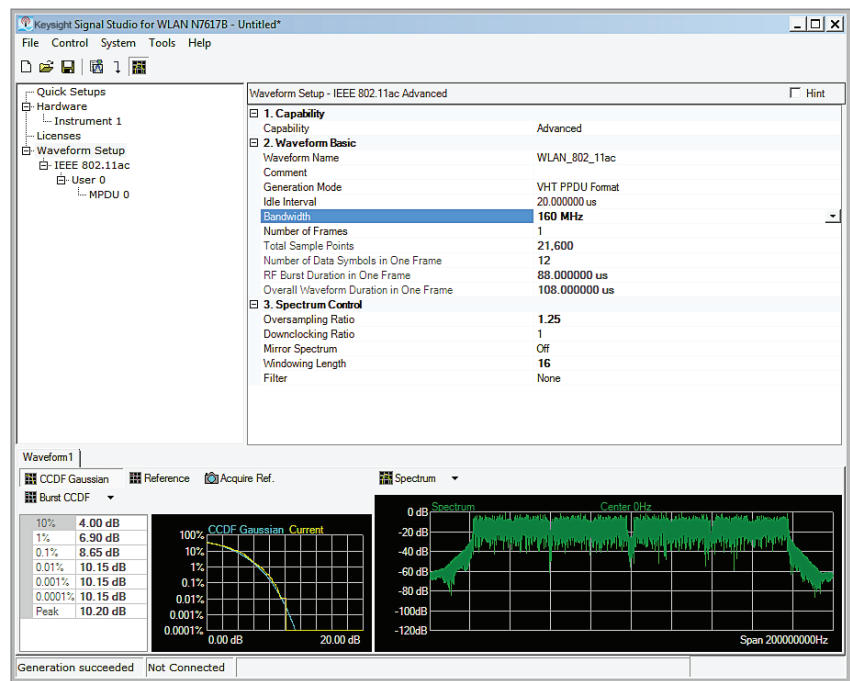 Keysight Signal Studio for WLAN N7617B - Untitled*
File Control System Tools Help
Quick Setups
Hardware
Instrument 1
Licenses
Waveform Setup
IEEE 802.11ac
User 0
MPDU 0
Waveform Setup - IEEE 802.11ac Advanced Hint
1. Capability
Capability Advanced
2. Waveform Basic
Waveform Name WLAN_802_11ac
Comment
Generation Mode VHT PPDU Format
Idle Interval 20.000000 us
Bandwidth 160 MHz
Number of Frames 1
Total Sample Points 21,600
Number of Data Symbols in One Frame 12
RF Burst Duration in One Frame 88.000000 us
Overall Waveform Duration in One Frame 108.000000 us
3. Spectrum Control
Oversampling Ratio 1.25
Downclocking Ratio 1
Mirror Spectrum Off
Windowing Length 16
Filter None
Waveform1
CCDF Gaussian Reference Acquire Ref.
Burst CCDF
10% 4.00 dB
1% 6.90 dB
0.1% 8.65 dB
0.01% 10.15 dB
0.001% 10.15 dB
0.0001% 10.15 dB
Peak 10.20 dB
CCDF Gaussian Current
100%
10%
1%
0.1%
0.01%
0.001%
0.0001%
0.00 dB 20.00 dB
Spectrum
Spectrum Center 0Hz
0 dB
-20 dB
-40 dB
-60 dB
-80 dB
-100dB
-120dB
Span 200000000Hz
Generation succeeded Not Connected